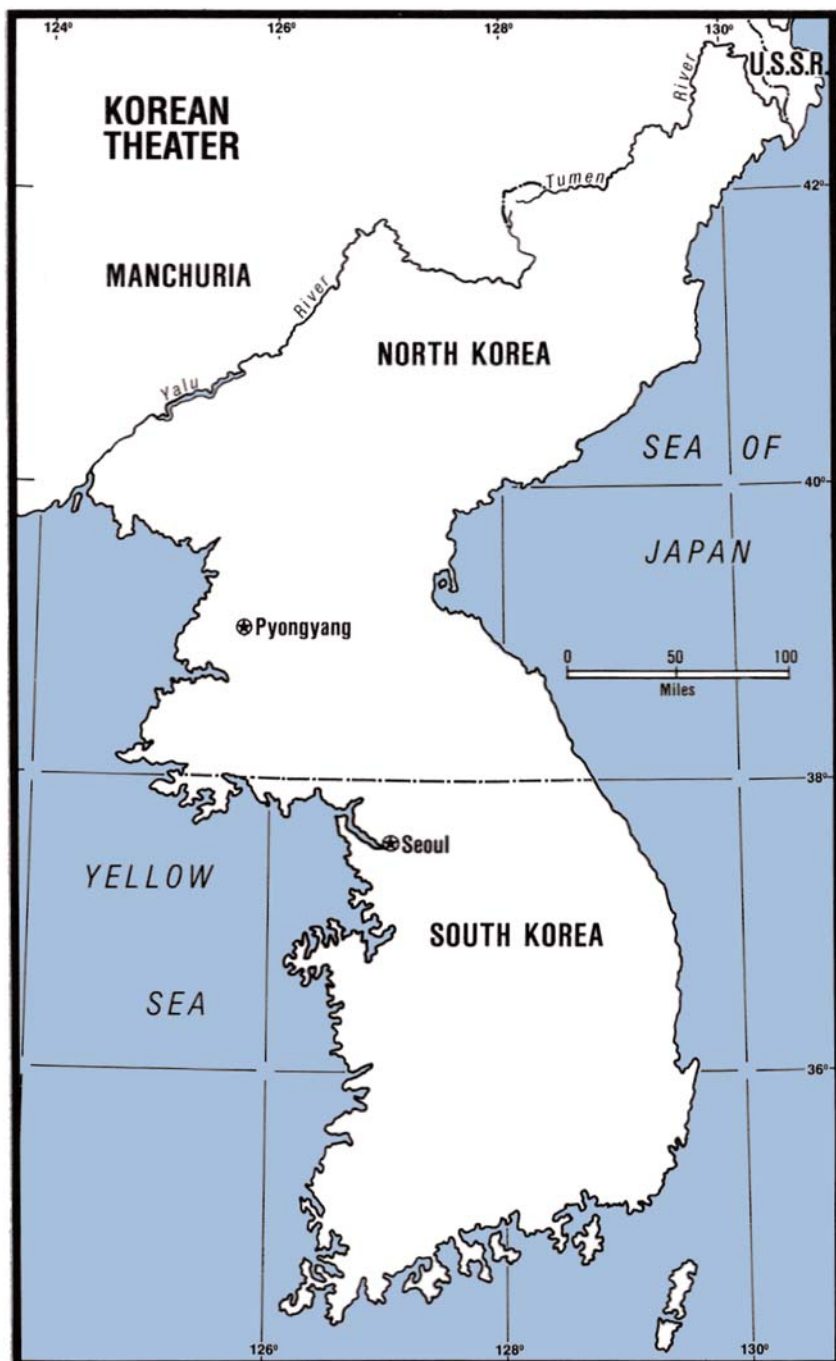 124°
126°
128°
130°
U.S.S.R.
KOREAN
THEATER
River
Tumen
42°
MANCHURIA
River
NORTH KOREA
Yalu
SEA OF
40°
JAPAN
Pyongyang
0 50 100
Miles
38°
Seoul
YELLOW
SOUTH KOREA
SEA
36°
126°
128°
130°